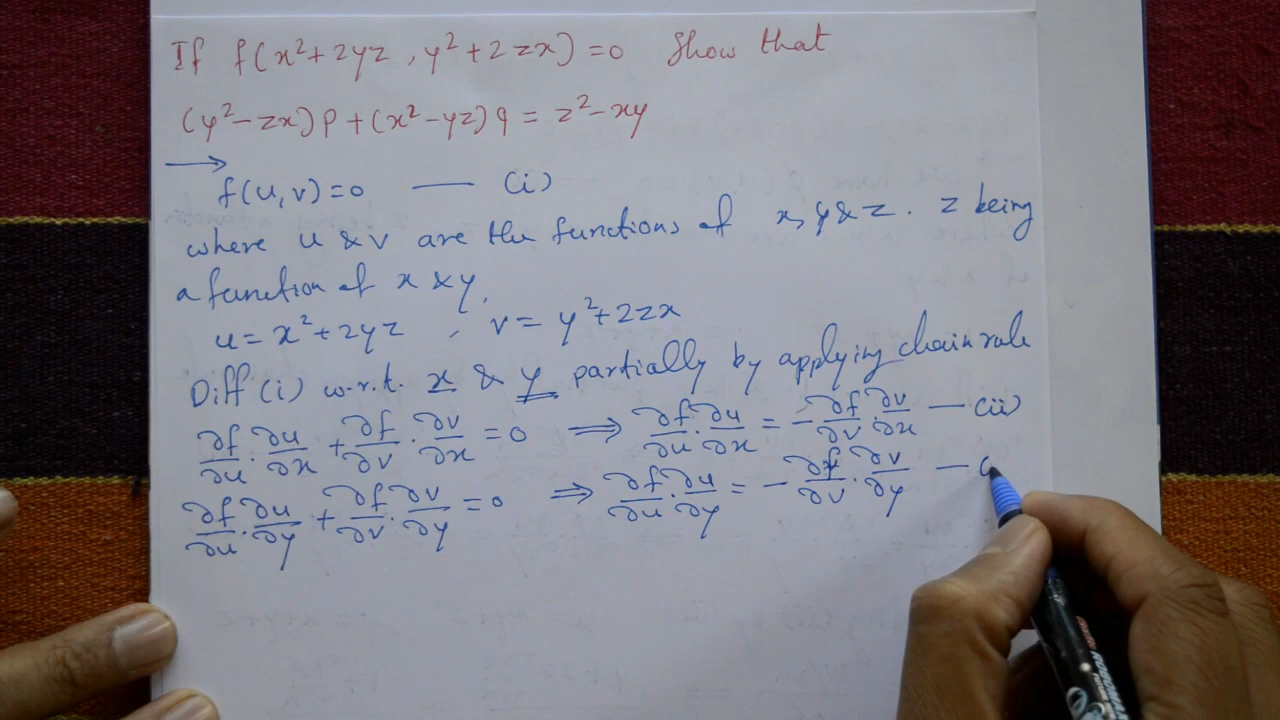 If f(x²+2yz, y²+2zx)=0 Show that
(y²-zx)p+(x²-yz)q = z²-xy
→
f(u,v)=0 — (i)
where u & v are the functions of x, y & z. z being
a function of x & y.
u = x²+2yz , v = y²+2zx
Diff (i) w.r.t. x & y partially by applying chain rule
∂f/∂u · ∂u/∂x + ∂f/∂v · ∂v/∂x = 0 ⟹ ∂f/∂u · ∂u/∂x = -∂f/∂v · ∂v/∂x — (ii)
∂f/∂u · ∂u/∂y + ∂f/∂v · ∂v/∂y = 0 ⟹ ∂f/∂u · ∂u/∂y = - ∂f/∂v · ∂v/∂y — (